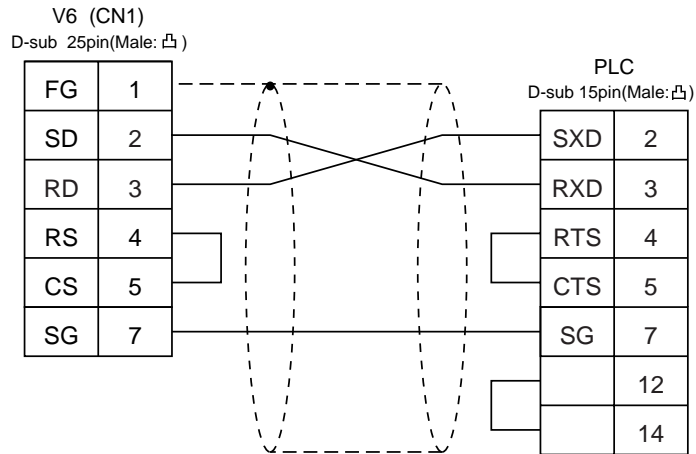 V6 (CN1)
D-sub 25pin(Male: 凸)
FG 1
SD 2
RD 3
RS 4
CS 5
SG 7
PLC
D-sub 15pin(Male:凸)
SXD 2
RXD 3
RTS 4
CTS 5
SG 7
12
14